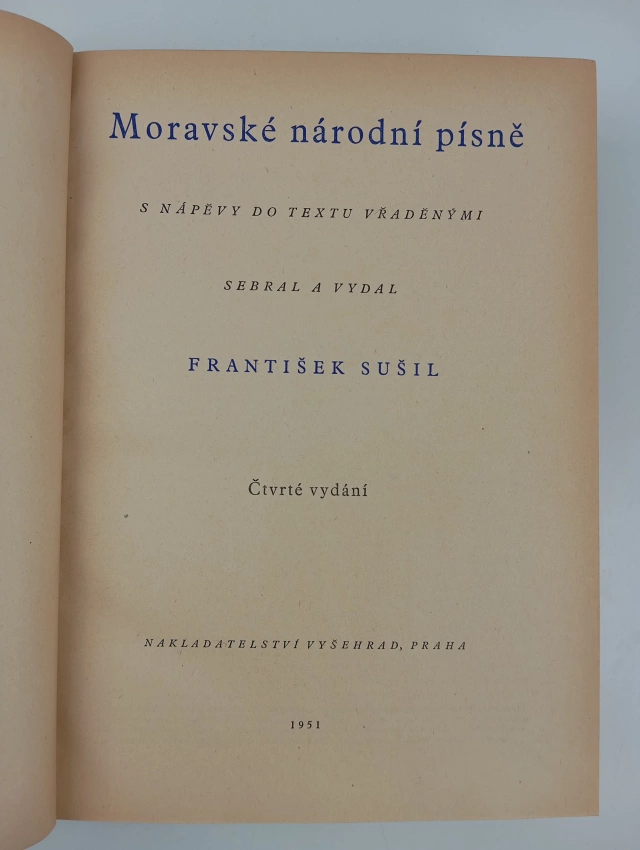 Moravské národní písně
S NÁPĚVY DO TEXTU VŘADĚNÝMI
SEBRAL A VYDAL
FRANTIŠEK SUŠIL
Čtvrté vydání
NAKLADATELSTVÍ VYŠEHRAD, PRAHA
1951